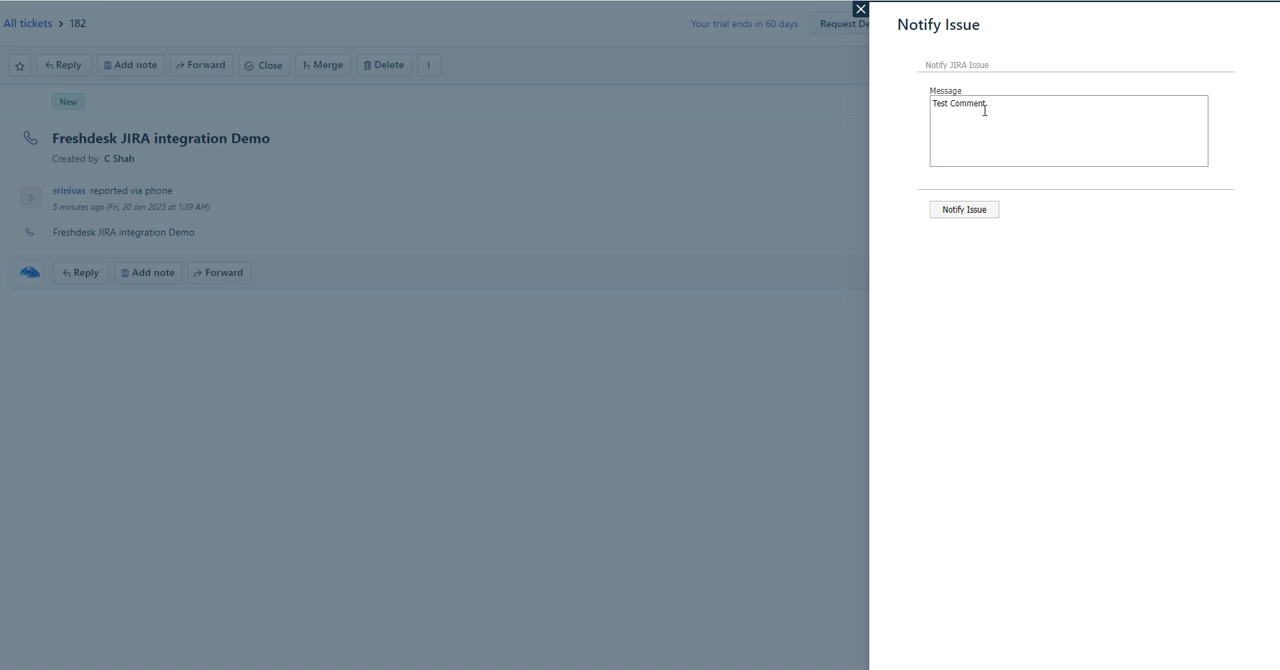 All tickets > 182
Your trial ends in 60 days
Request De
Reply
Add note
Forward
Close
Merge
Delete
New
Freshdesk JIRA integration Demo
Created by C Shah
S
srinivas reported via phone
5 minutes ago (Fri, 20 Jan 2023 at 1:39 AM)
Freshdesk JIRA integration Demo
Reply
Add note
Forward
Notify Issue
Notify JIRA Issue
Message
Test Comment.
Notify Issue